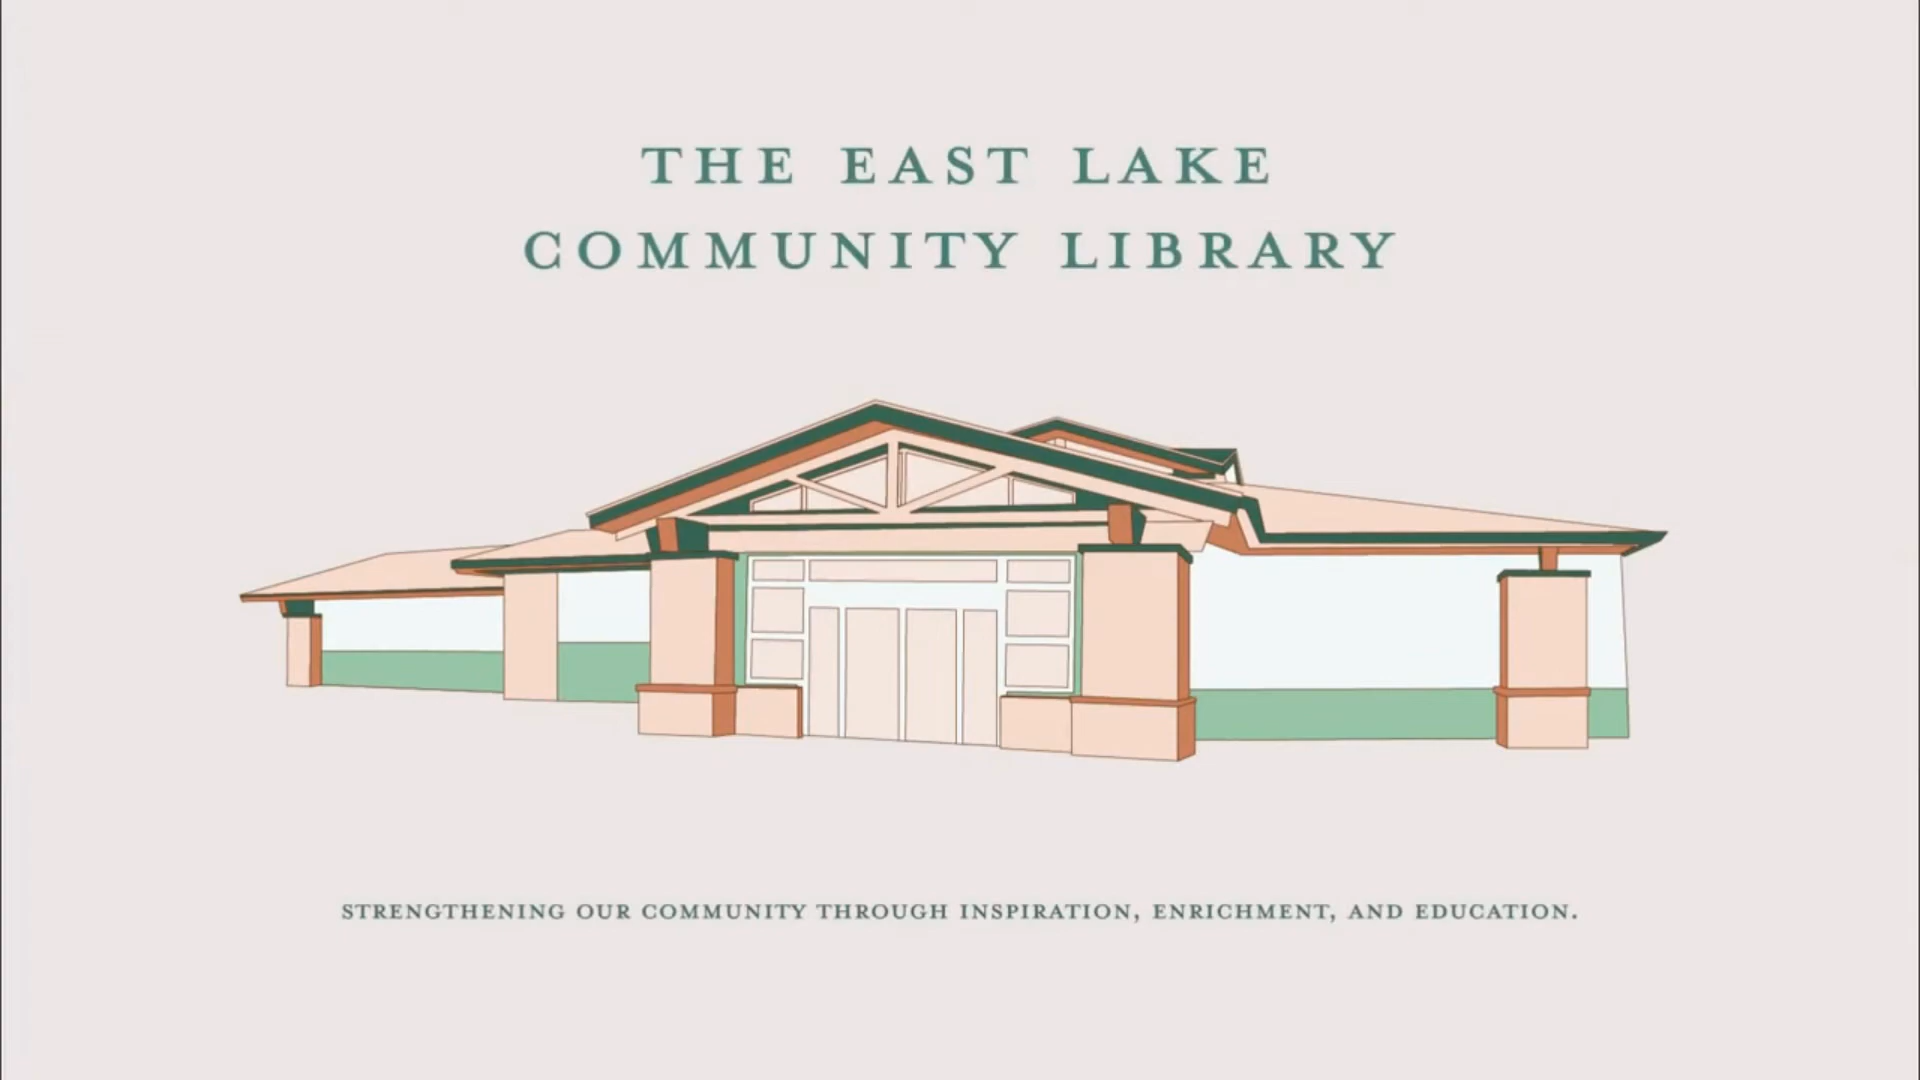 THE EAST LAKE
COMMUNITY LIBRARY
STRENGTHENING OUR COMMUNITY THROUGH INSPIRATION, ENRICHMENT, AND EDUCATION.